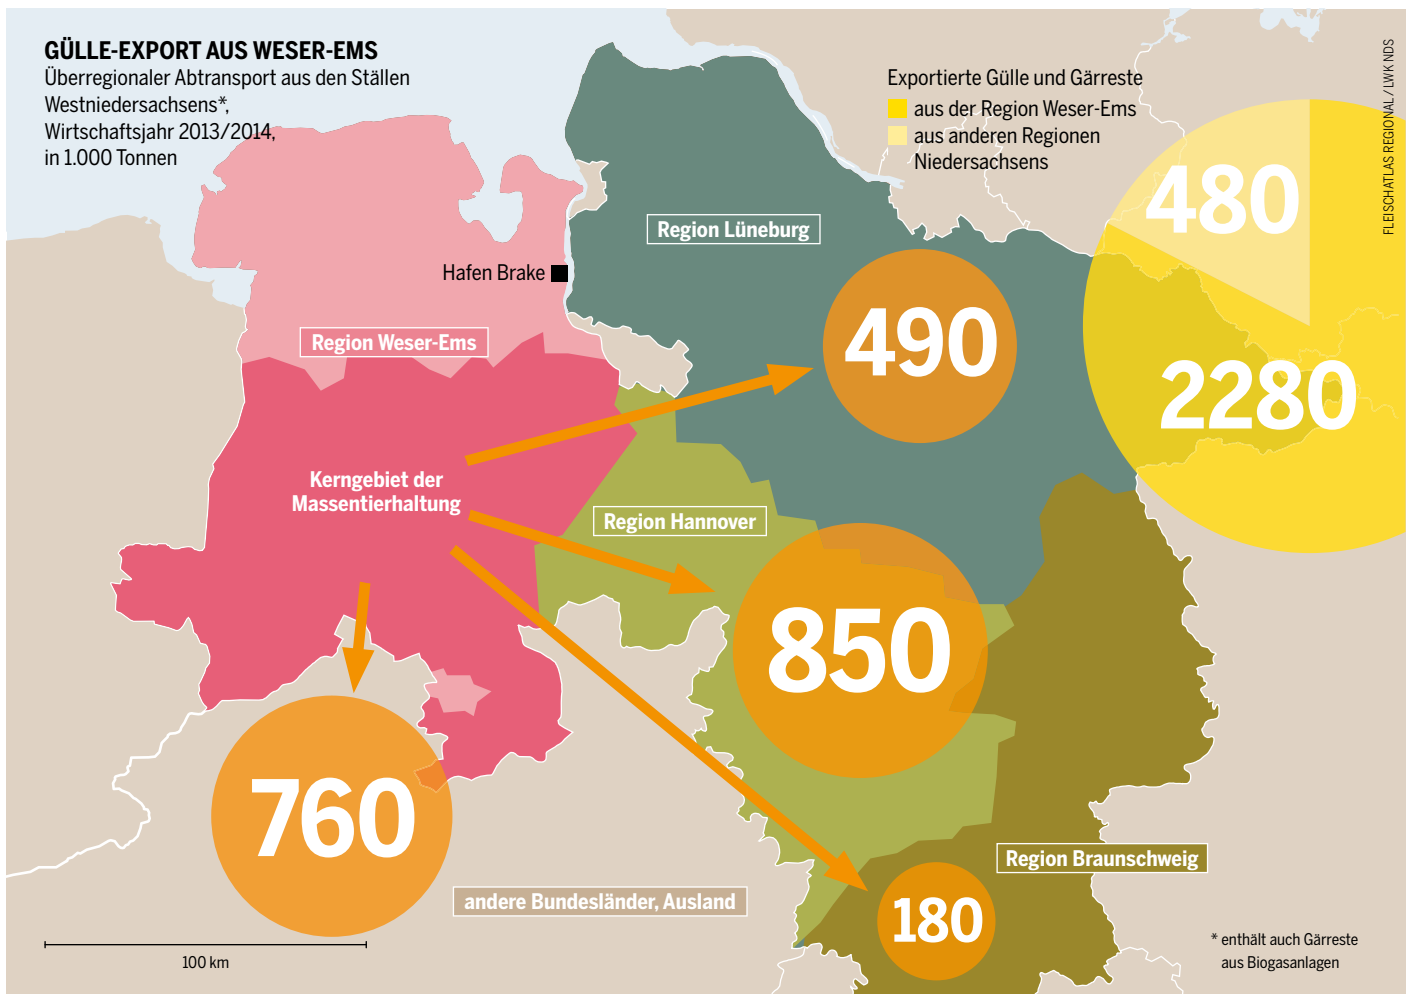 GÜLLE-EXPORT AUS WESER-EMS
Überregionaler Abtransport aus den Ställen
Westniedersachsens*,
Wirtschaftsjahr 2013/2014,
in 1.000 Tonnen
Exportierte Gülle und Gärreste
aus der Region Weser-Ems
aus anderen Regionen
Niedersachsens
FLEISCHATLAS REGIONAL / LWK NDS
480
2280
Region Lüneburg
Hafen Brake
490
Region Weser-Ems
Kerngebiet der
Massentierhaltung
Region Hannover
850
760
Region Braunschweig
andere Bundesländer, Ausland
180
100 km
* enthält auch Gärreste
aus Biogasanlagen